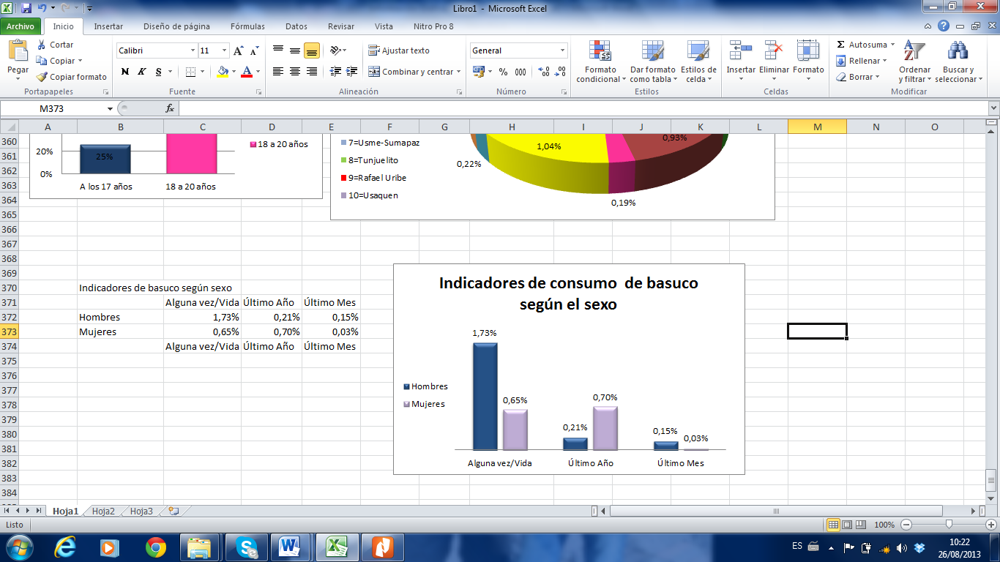 Libro1 - Microsoft Excel
Archivo Inicio Insertar Diseño de página Fórmulas Datos Revisar Vista Nitro Pro 8
Pegar
Cortar
Copiar
Copiar formato
Portapapeles
Calibri 11
N K S
Fuente
Ajustar texto
Combinar y centrar
Alineación
General
% 000
Número
Formato condicional
Dar formato como tabla
Estilos de celda
Estilos
Insertar Eliminar Formato
Celdas
Autosuma
Rellenar
Borrar
Ordenar y filtrar
Buscar y seleccionar
Modificar
M373 fx
A B C D E F G H I J K L M N O
360
361
362
363
364
365
366
367
368
369
370
371
372
373
374
375
376
377
378
379
380
381
382
383
384
20%
0%
25%
A los 17 años 18 a 20 años
18 a 20 años
7=Usme-Sumapaz
8=Tunjuelito
9=Rafael Uribe
10=Usaquen
0,22%
1,04%
0,93%
0,19%
Indicadores de basuco según sexo
Alguna vez/Vida Último Año Último Mes
Hombres 1,73% 0,21% 0,15%
Mujeres 0,65% 0,70% 0,03%
Alguna vez/Vida Último Año Último Mes
Indicadores de consumo de basuco
según el sexo
Hombres
Mujeres
1,73%
0,65%
0,21%
0,70%
0,15%
0,03%
Alguna vez/Vida Último Año Último Mes
Hoja1 Hoja2 Hoja3
Listo 100%
ES 10:22
26/08/2013